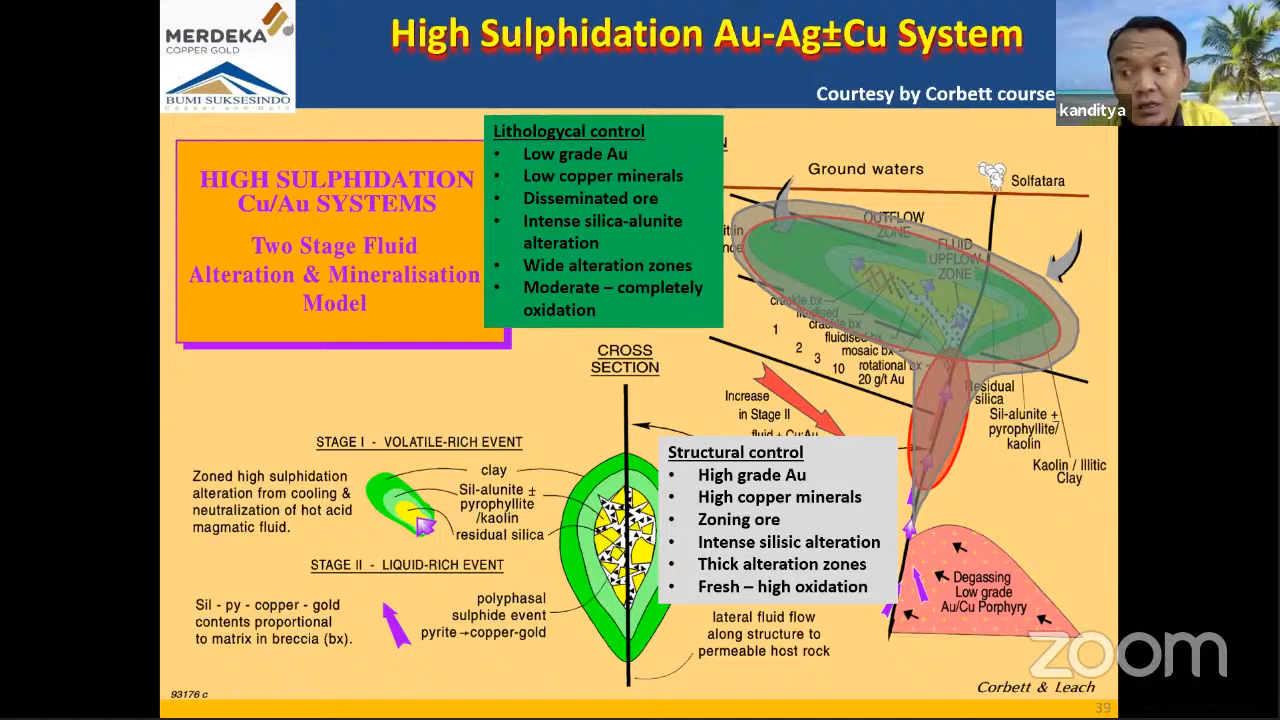 MERDEKA
COPPER GOLD
BUMI SUKSESINDO
Copper and Gold
High Sulphidation Au-Ag±Cu System
Courtesy by Corbett course
kanditya
HIGH SULPHIDATION
Cu/Au SYSTEMS
Two Stage Fluid
Alteration & Mineralisation
Model
Lithologycal control
• Low grade Au
• Low copper minerals
• Disseminated ore
• Intense silica-alunite
alteration
• Wide alteration zones
• Moderate – completely
oxidation
N
Ground waters
Solfatara
OUTFLOW
ZONE
FLUID
UPFLOW
ZONE
crackle bx
fluidised
crackle bx
fluidised bx
mosaic bx
rotational bx
1
2
3
10
20 g/t Au
Residual
silica
Sil-alunite ±
pyrophyllite/
kaolin
Kaolin / Illitic
Clay
Increase
in Stage II
fluid + Cu:Au
CROSS
SECTION
STAGE I - VOLATILE-RICH EVENT
Zoned high sulphidation
alteration from cooling &
neutralization of hot acid
magmatic fluid.
clay
Sil-alunite ±
pyrophyllite
/kaolin
residual silica
STAGE II - LIQUID-RICH EVENT
Sil - py - copper - gold
contents proportional
to matrix in breccia (bx).
polyphasal
sulphide event
pyrite→copper-gold
Structural control
• High grade Au
• High copper minerals
• Zoning ore
• Intense silisic alteration
• Thick alteration zones
• Fresh – high oxidation
lateral fluid flow
along structure to
permeable host rock
Degassing
Low grade
Au/Cu Porphyry
zoom
93176 c
Corbett & Leach
39